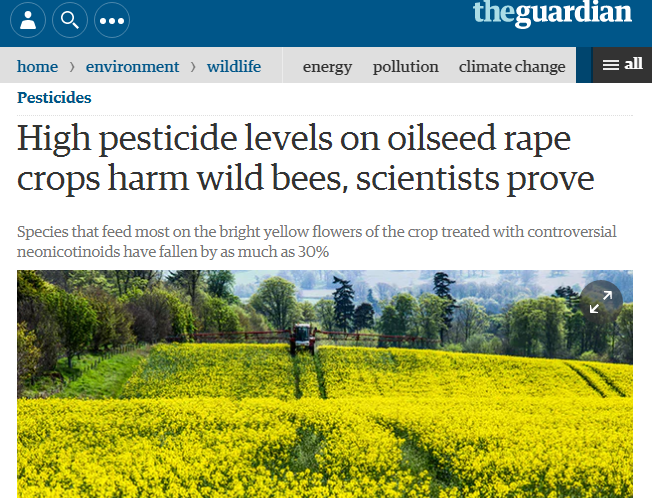 theguardian
home › environment › wildlife energy pollution climate change all
Pesticides
High pesticide levels on oilseed rape
crops harm wild bees, scientists prove
Species that feed most on the bright yellow flowers of the crop treated with controversial
neonicotinoids have fallen by as much as 30%